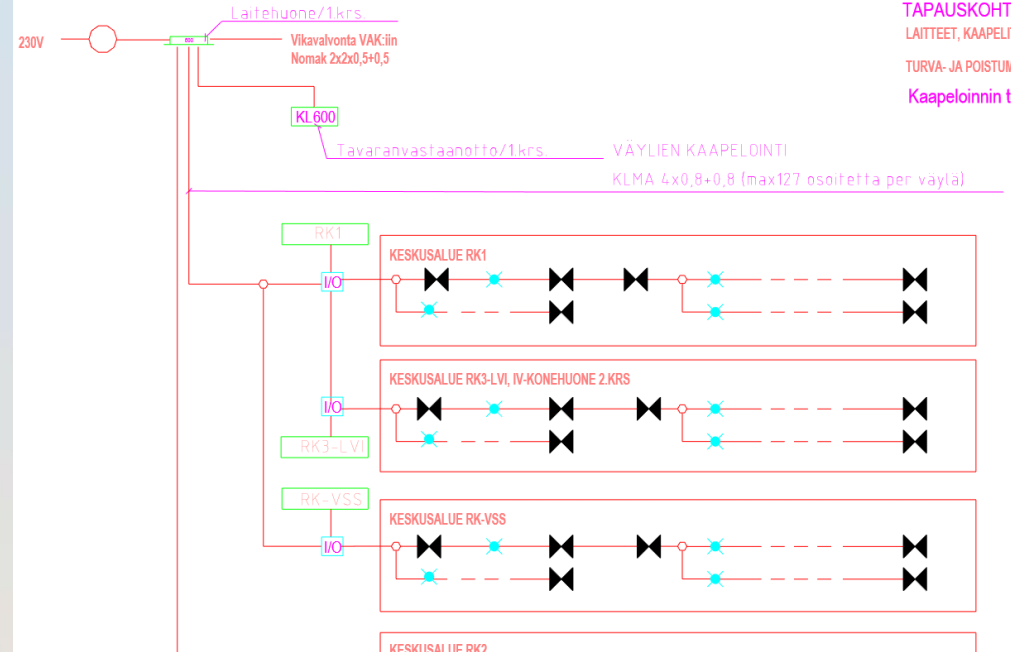 Laitehuone/1.krs.
TAPAUSKOHT
230V
600
Vikavalvonta VAK:iin
Nomak 2x2x0,5+0,5
LAITTEET, KAAPELI
TURVA- JA POISTUM
KL600
Kaapeloinnin t
Tavaranvastaanotto/1.krs.
VÄYLIEN KAAPELOINTI
KLMA 4x0,8+0,8 (max127 osoitetta per väylä)
RK1
KESKUSALUE RK1
I/O
KESKUSALUE RK3-LVI, IV-KONEHUONE 2.KRS
I/O
RK3-LVI
RK-VSS
KESKUSALUE RK-VSS
I/O
KESKUSALUE RK2